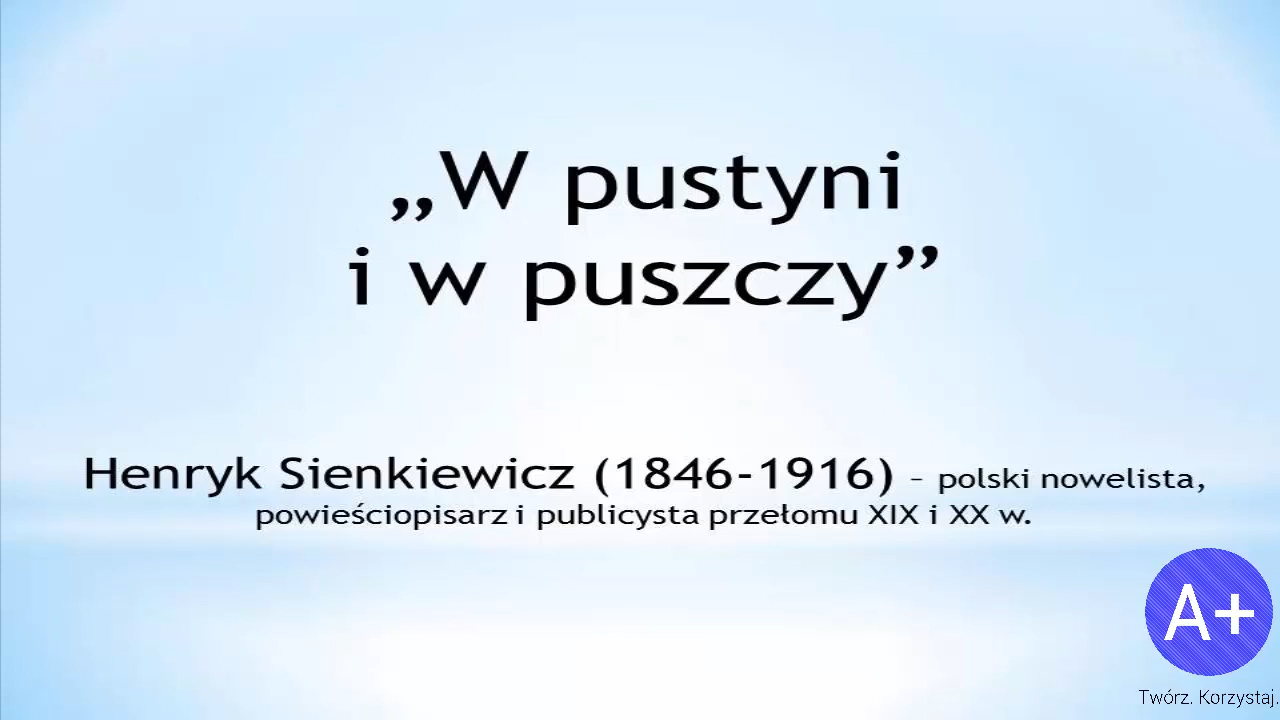 „W pustyni
i w puszczy”
Henryk Sienkiewicz (1846-1916) – polski nowelista,
powieściopisarz i publicysta przełomu XIX i XX w.
A+
Twórz. Korzystaj.